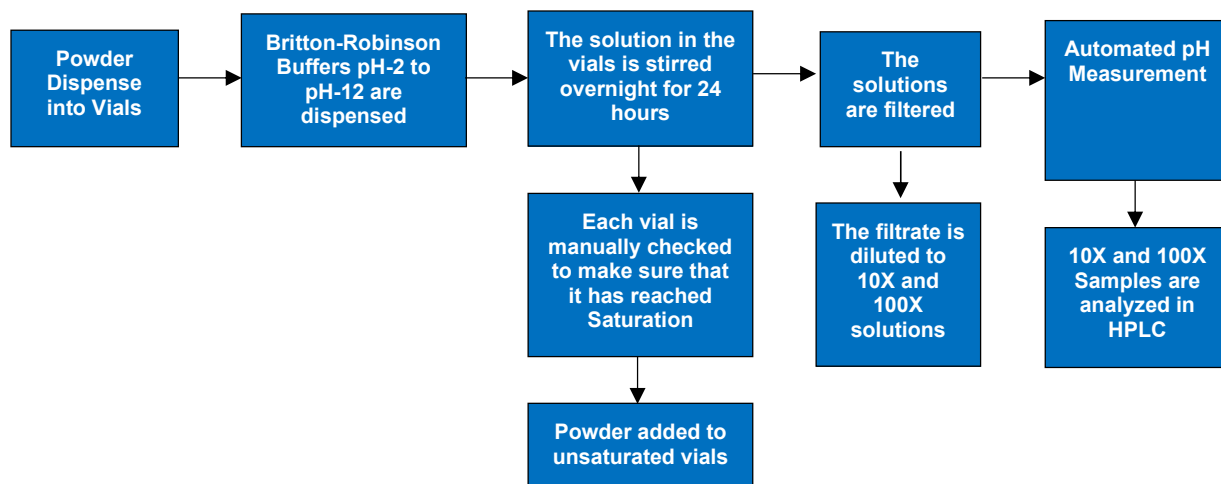 Powder
Dispense
into Vials
Britton-Robinson
Buffers pH-2 to
pH-12 are
dispensed
The solution in the
vials is stirred
overnight for 24
hours
The
solutions
are filtered
Automated pH
Measurement
Each vial is
manually checked
to make sure that
it has reached
Saturation
The filtrate is
diluted to
10X and
100X
solutions
10X and 100X
Samples are
analyzed in
HPLC
Powder added to
unsaturated vials